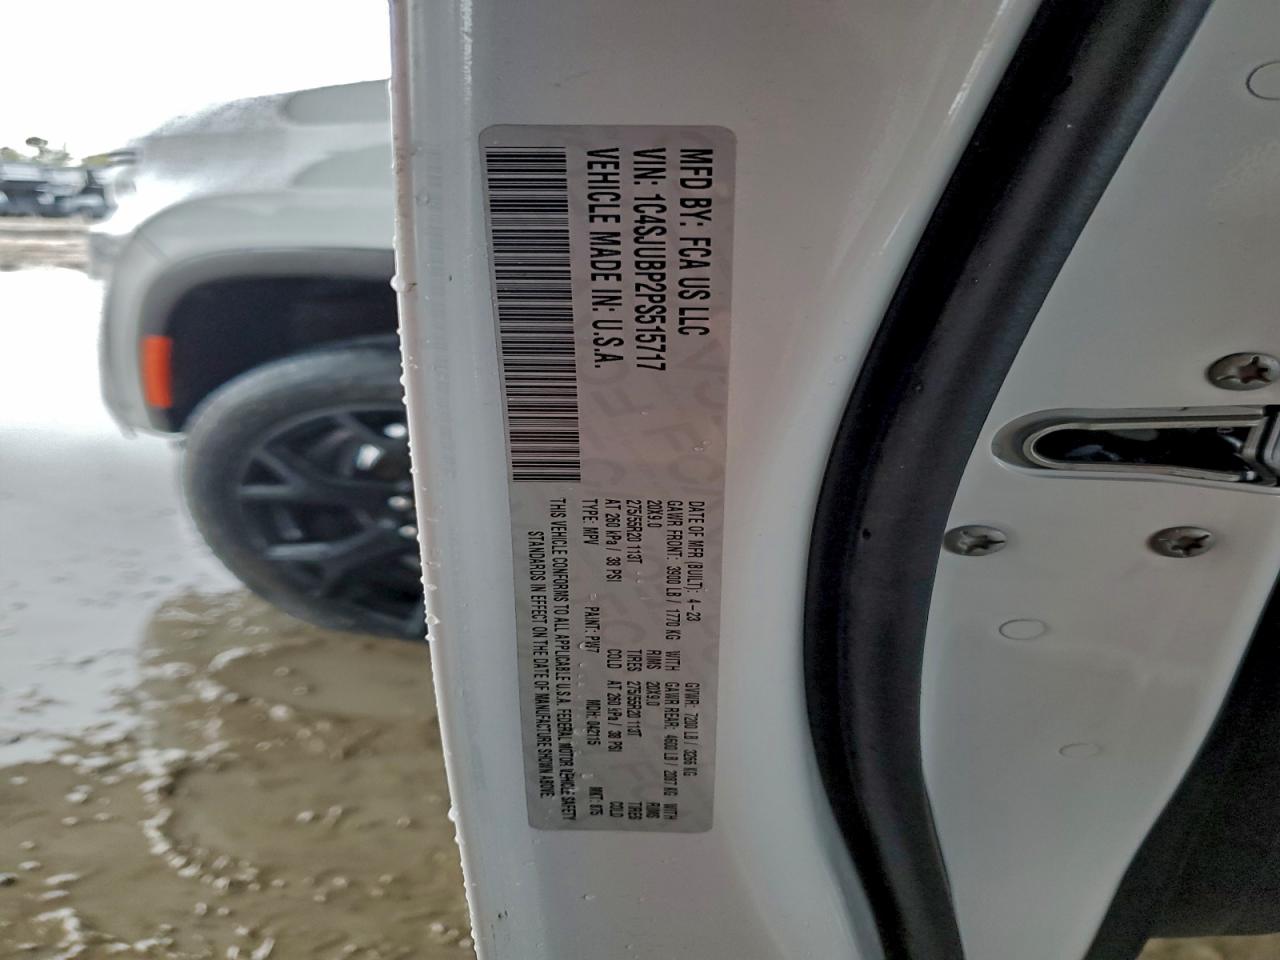 MFD BY: FCA US LLC
VIN: 1C4SJUBP2PS515717
VEHICLE MADE IN: U.S.A.
DATE OF MFR (BUILT): 4-23 GVWR: 7200 LB / 3266 KG
GAWR FRONT: 3900 LB / 1770 KG WITH GAWR REAR: 4600 LB / 2087 KG WITH
20X9.0 RIMS 20X9.0 RIMS
275/55R20 113T TIRES 275/55R20 113T TIRES
AT 260 kPa / 38 PSI COLD AT 260 kPa / 38 PSI COLD
TYPE: MPV PAINT: PW7 MDH: 042115 MKT: 875
THIS VEHICLE CONFORMS TO ALL APPLICABLE U.S.A. FEDERAL MOTOR VEHICLE SAFETY
STANDARDS IN EFFECT ON THE DATE OF MANUFACTURE SHOWN ABOVE.